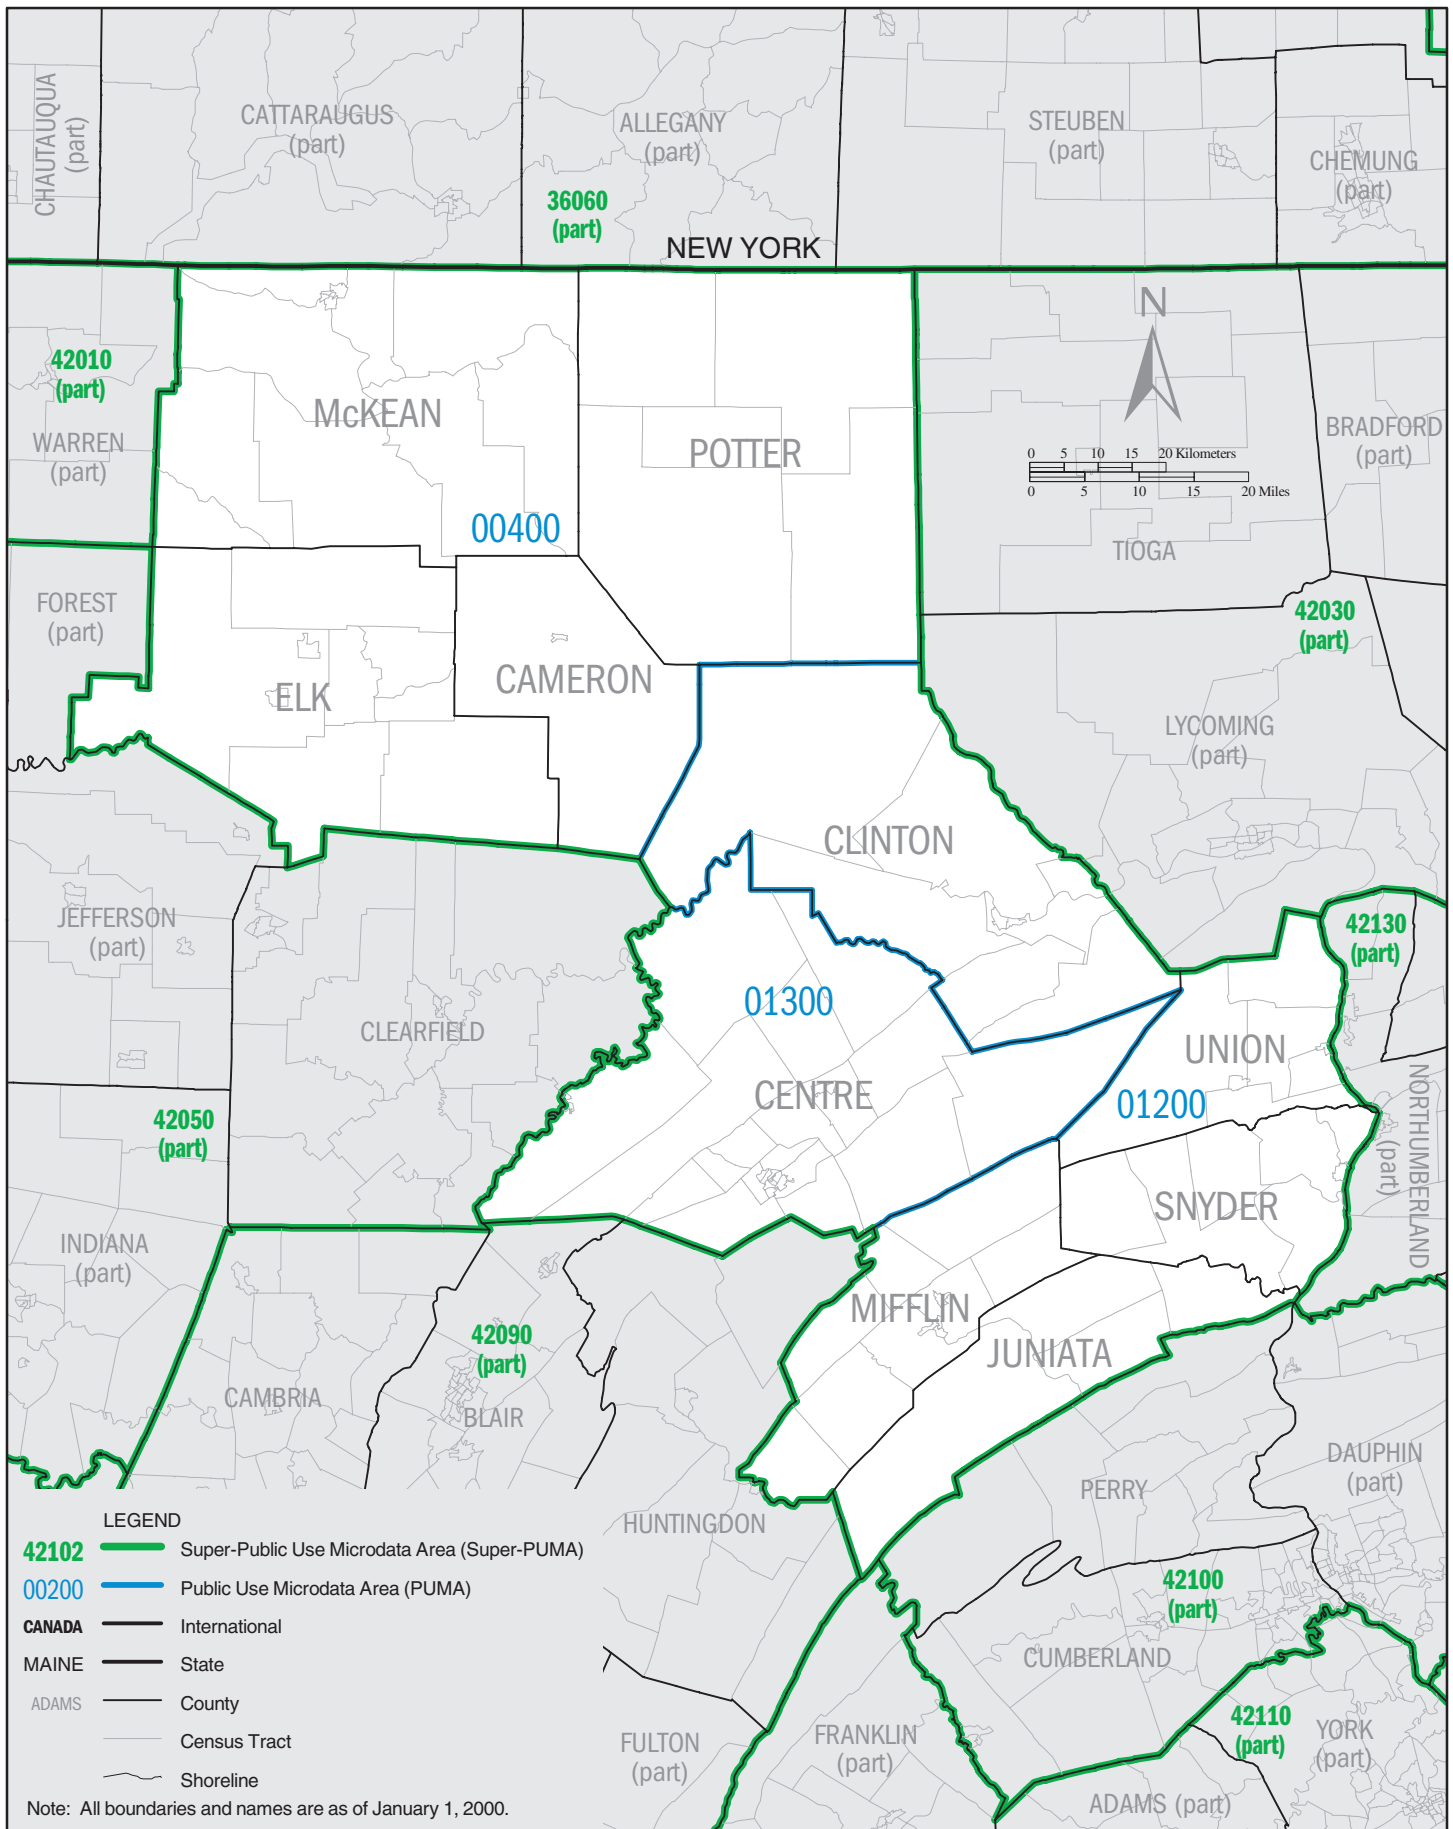 CHAUTAUQUA
(part)
CATTARAUGUS
(part)
ALLEGANY
(part)
STEUBEN
(part)
CHEMUNG
(part)
36060
(part)
NEW YORK
N
42010
(part)
WARREN
(part)
McKEAN
POTTER
BRADFORD
(part)
0 5 10 15 20 Kilometers
0 5 10 15 20 Miles
00400
TIOGA
FOREST
(part)
42030
(part)
ELK
CAMERON
LYCOMING
(part)
CLINTON
JEFFERSON
(part)
42130
(part)
01300
CLEARFIELD
UNION
CENTRE
01200
42050
(part)
NORTHUMBERLAND
(part)
SNYDER
INDIANA
(part)
MIFFLIN
42090
(part)
JUNIATA
CAMBRIA
BLAIR
DAUPHIN
(part)
PERRY
HUNTINGDON
42100
(part)
CUMBERLAND
42110
(part)
YORK
(part)
FULTON
(part)
FRANKLIN
(part)
ADAMS (part)
LEGEND
42102 Super-Public Use Microdata Area (Super-PUMA)
00200 Public Use Microdata Area (PUMA)
CANADA International
MAINE State
ADAMS County
Census Tract
Shoreline
Note: All boundaries and names are as of January 1, 2000.